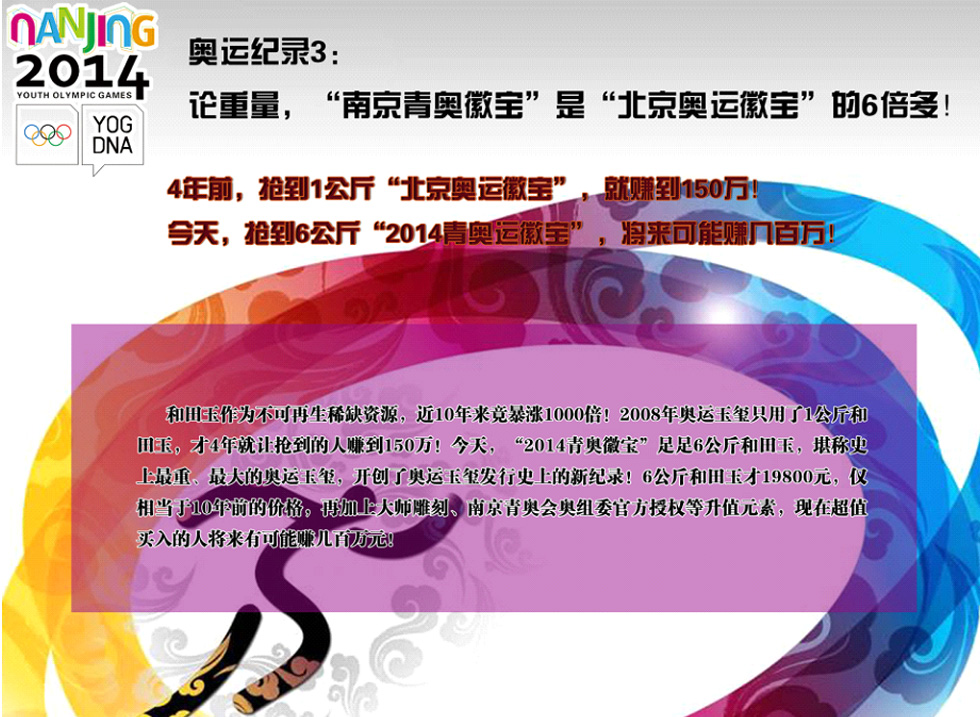 NANJING
2014
YOUTH OLYMPIC GAMES
YOG
DNA
奥运纪录3：
论重量，“南京青奥徽宝”是“北京奥运徽宝”的6倍多！
4年前，抢到1公斤“北京奥运徽宝”，就赚到150万！
今天，抢到6公斤“2014青奥运徽宝”，将来可能赚几百万！
和田玉作为不可再生稀缺资源，近10年来竟暴涨1000倍！2008年奥运玉玺只用了1公斤和
田玉，才4年就让抢到的人赚到150万！今天，“2014青奥徽宝”足足6公斤和田玉，堪称史
上最重、最大的奥运玉玺，开创了奥运玉玺发行史上的新纪录！6公斤和田玉才19800元，仅
相当于10年前的价格，再加上大师雕刻、南京青奥会奥组委官方授权等升值元素，现在超值
买入的人将来有可能赚几百万元！